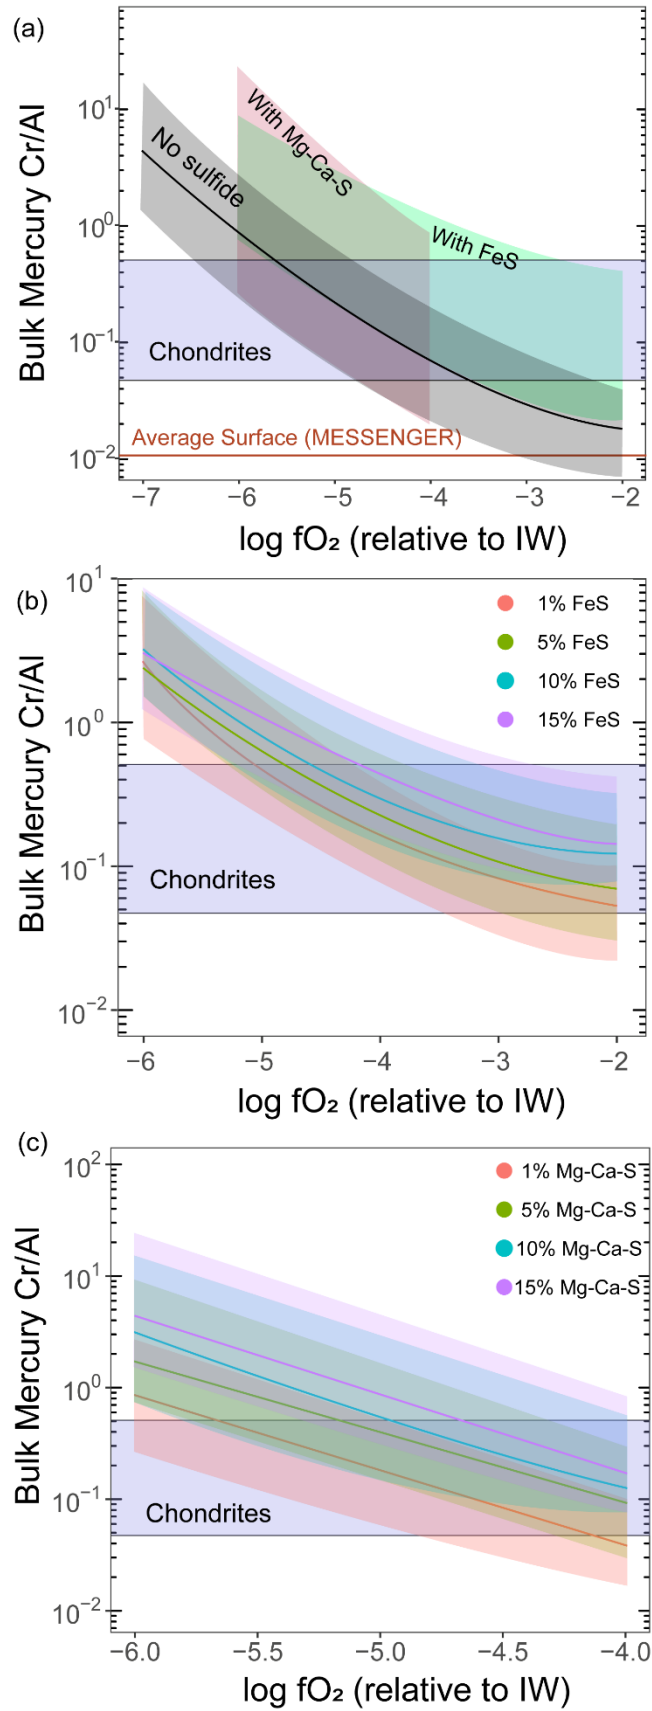 (a)
Bulk Mercury Cr/Al
10¹
10⁰
10⁻¹
10⁻²
No sulfide
With Mg-Ca-S
With FeS
Chondrites
Average Surface (MESSENGER)
−7 −6 −5 −4 −3 −2
log fO₂ (relative to IW)
(b)
Bulk Mercury Cr/Al
10¹
10⁰
10⁻¹
10⁻²
1% FeS
5% FeS
10% FeS
15% FeS
Chondrites
−6 −5 −4 −3 −2
log fO₂ (relative to IW)
(c)
Bulk Mercury Cr/Al
10²
10¹
10⁰
10⁻¹
10⁻²
1% Mg-Ca-S
5% Mg-Ca-S
10% Mg-Ca-S
15% Mg-Ca-S
Chondrites
−6.0 −5.5 −5.0 −4.5 −4.0
log fO₂ (relative to IW)